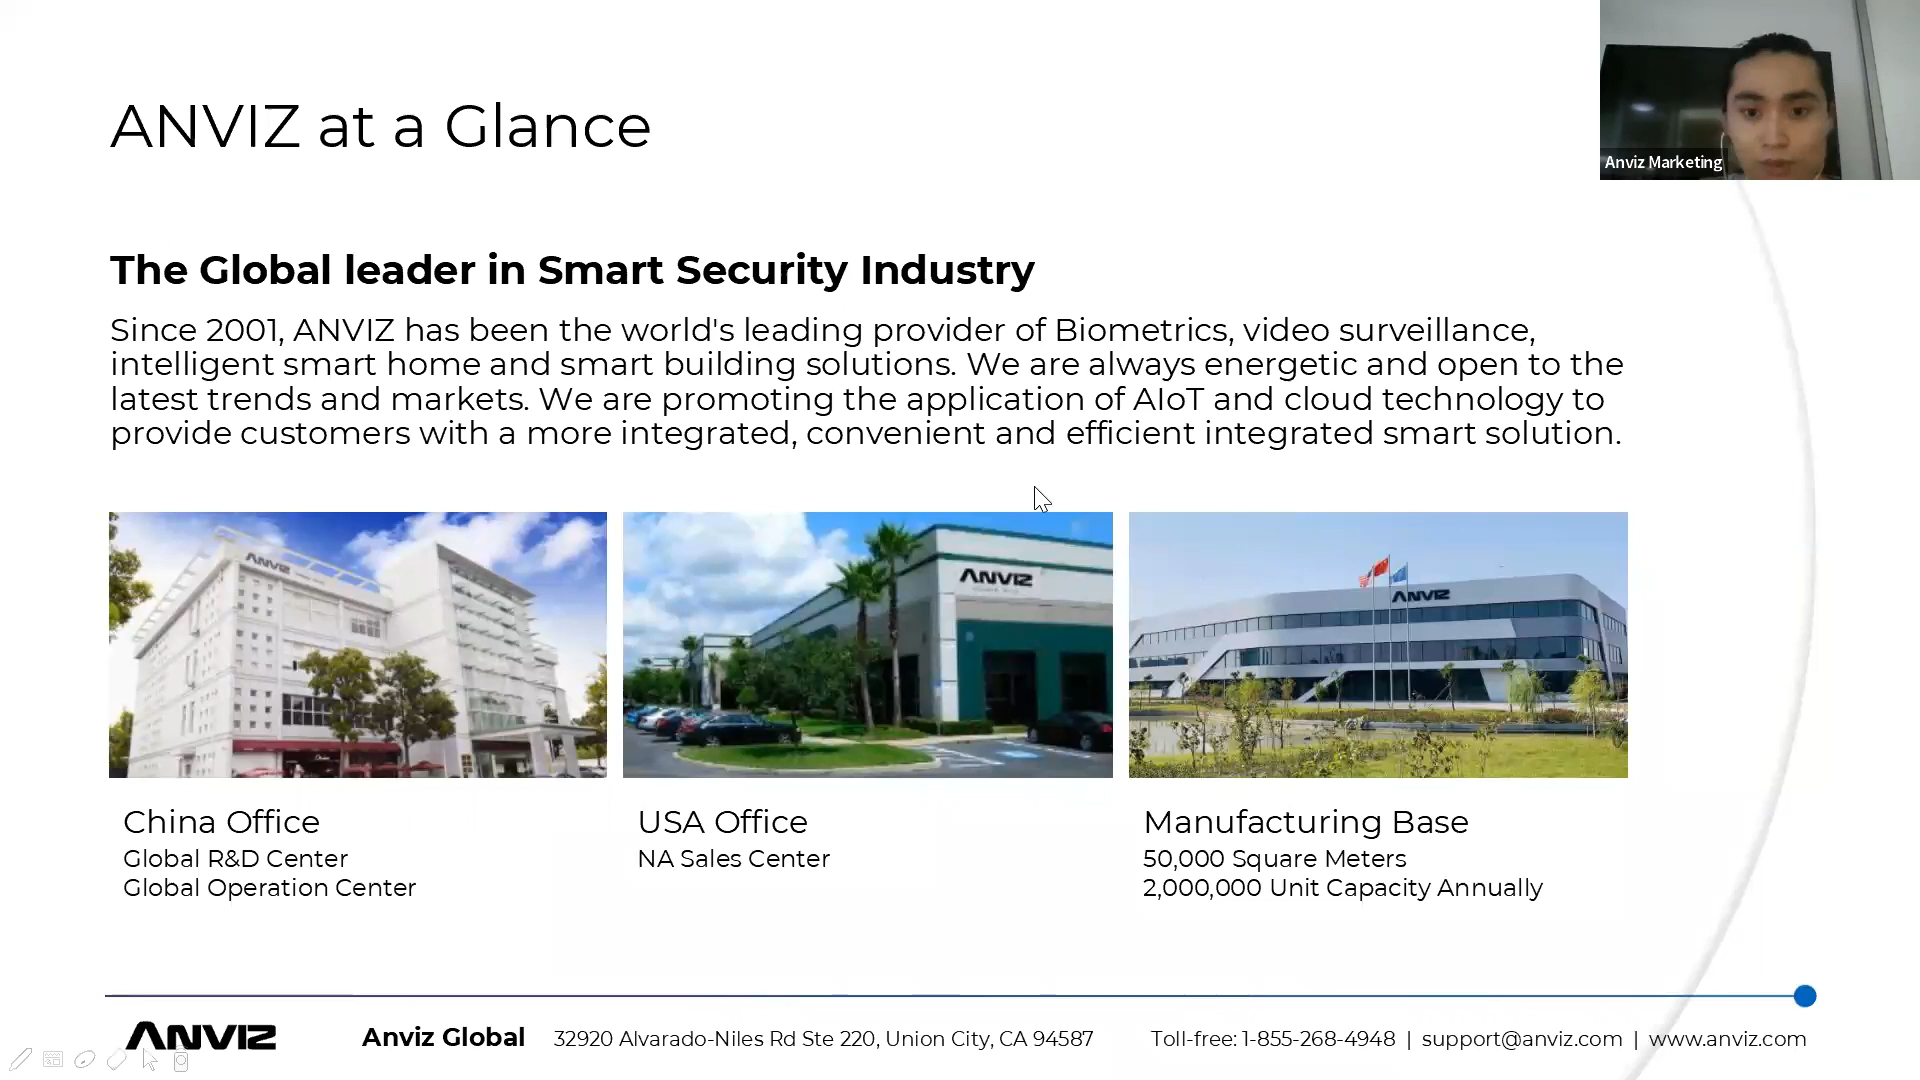 ANVIZ at a Glance
Anviz Marketing
The Global leader in Smart Security Industry
Since 2001, ANVIZ has been the world's leading provider of Biometrics, video surveillance,
intelligent smart home and smart building solutions. We are always energetic and open to the
latest trends and markets. We are promoting the application of AIoT and cloud technology to
provide customers with a more integrated, convenient and efficient integrated smart solution.
ANVIZ
ANVIZ
ANVIZ
China Office
Global R&D Center
Global Operation Center
USA Office
NA Sales Center
Manufacturing Base
50,000 Square Meters
2,000,000 Unit Capacity Annually
ANVIZ
Anviz Global 32920 Alvarado-Niles Rd Ste 220, Union City, CA 94587 Toll-free: 1-855-268-4948 | support@anviz.com | www.anviz.com